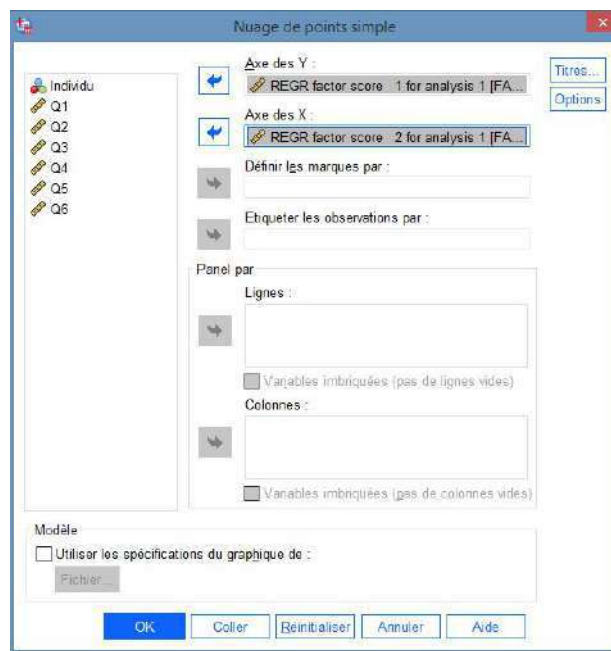 Nuage de points simple
Individu
Q1
Q2
Q3
Q4
Q5
Q6
Axe des Y :
REGR factor score 1 for analysis 1 [FA...
Axe des X :
REGR factor score 2 for analysis 1 [FA...
Définir les marques par :
Etiqueter les observations par :
Panel par
Lignes :
Variables imbriquées (pas de lignes vides)
Colonnes :
Variables imbriquées (pas de colonnes vides)
Titres...
Options
Modèle
Utiliser les spécifications du graphique de :
Fichier...
OK Coller Réinitialiser Annuler Aide